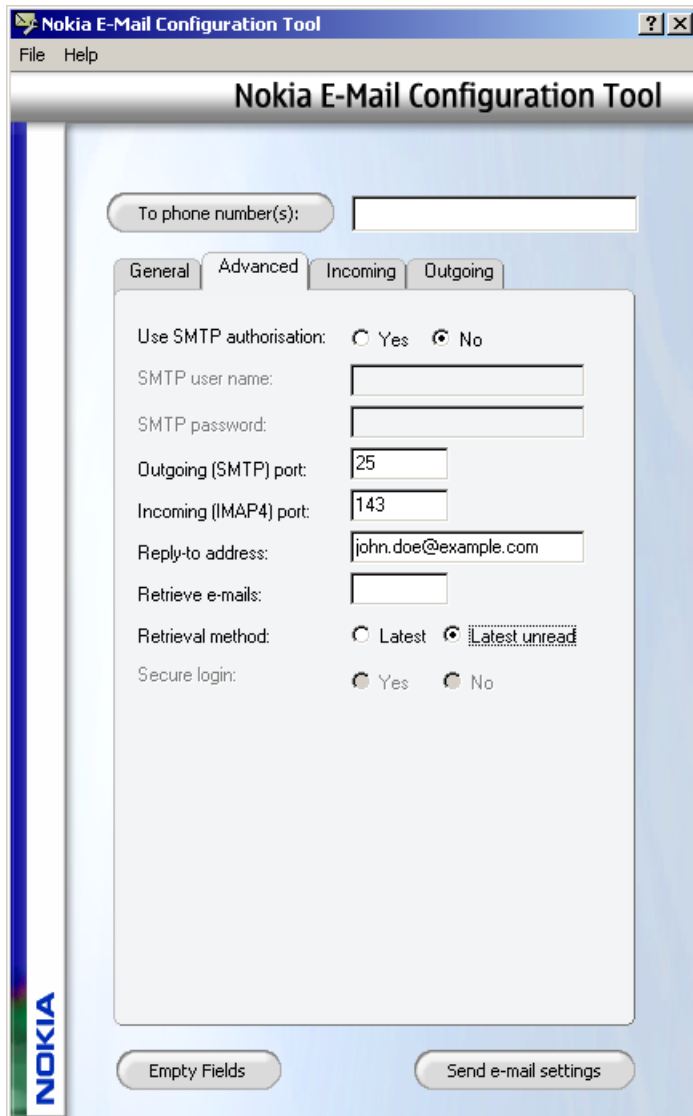 Nokia E-Mail Configuration Tool
File Help
Nokia E-Mail Configuration Tool
To phone number(s):
General Advanced Incoming Outgoing
Use SMTP authorisation: Yes No
SMTP user name:
SMTP password:
Outgoing (SMTP) port: 25
Incoming (IMAP4) port: 143
Reply-to address: john.doe@example.com
Retrieve e-mails:
Retrieval method: Latest Latest unread
Secure login: Yes No
NOKIA
Empty Fields Send e-mail settings